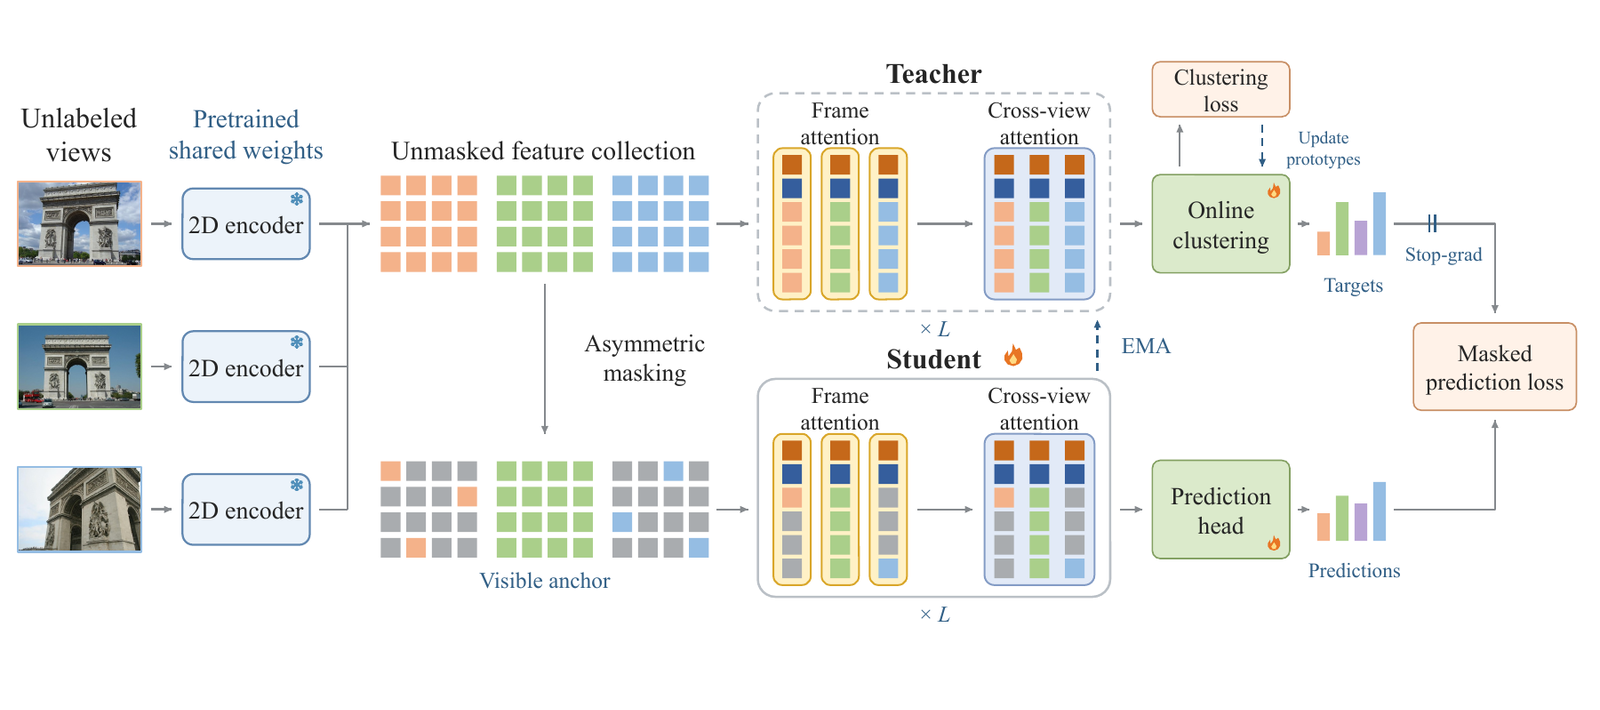 Unlabeled
views
Pretrained
shared weights
2D encoder
2D encoder
2D encoder
Unmasked feature collection
Asymmetric
masking
Visible anchor
Teacher
Frame
attention
Cross-view
attention
× L
Student
EMA
Frame
attention
Cross-view
attention
× L
Clustering
loss
Update
prototypes
Online
clustering
Targets
Stop-grad
Masked
prediction loss
Prediction
head
Predictions